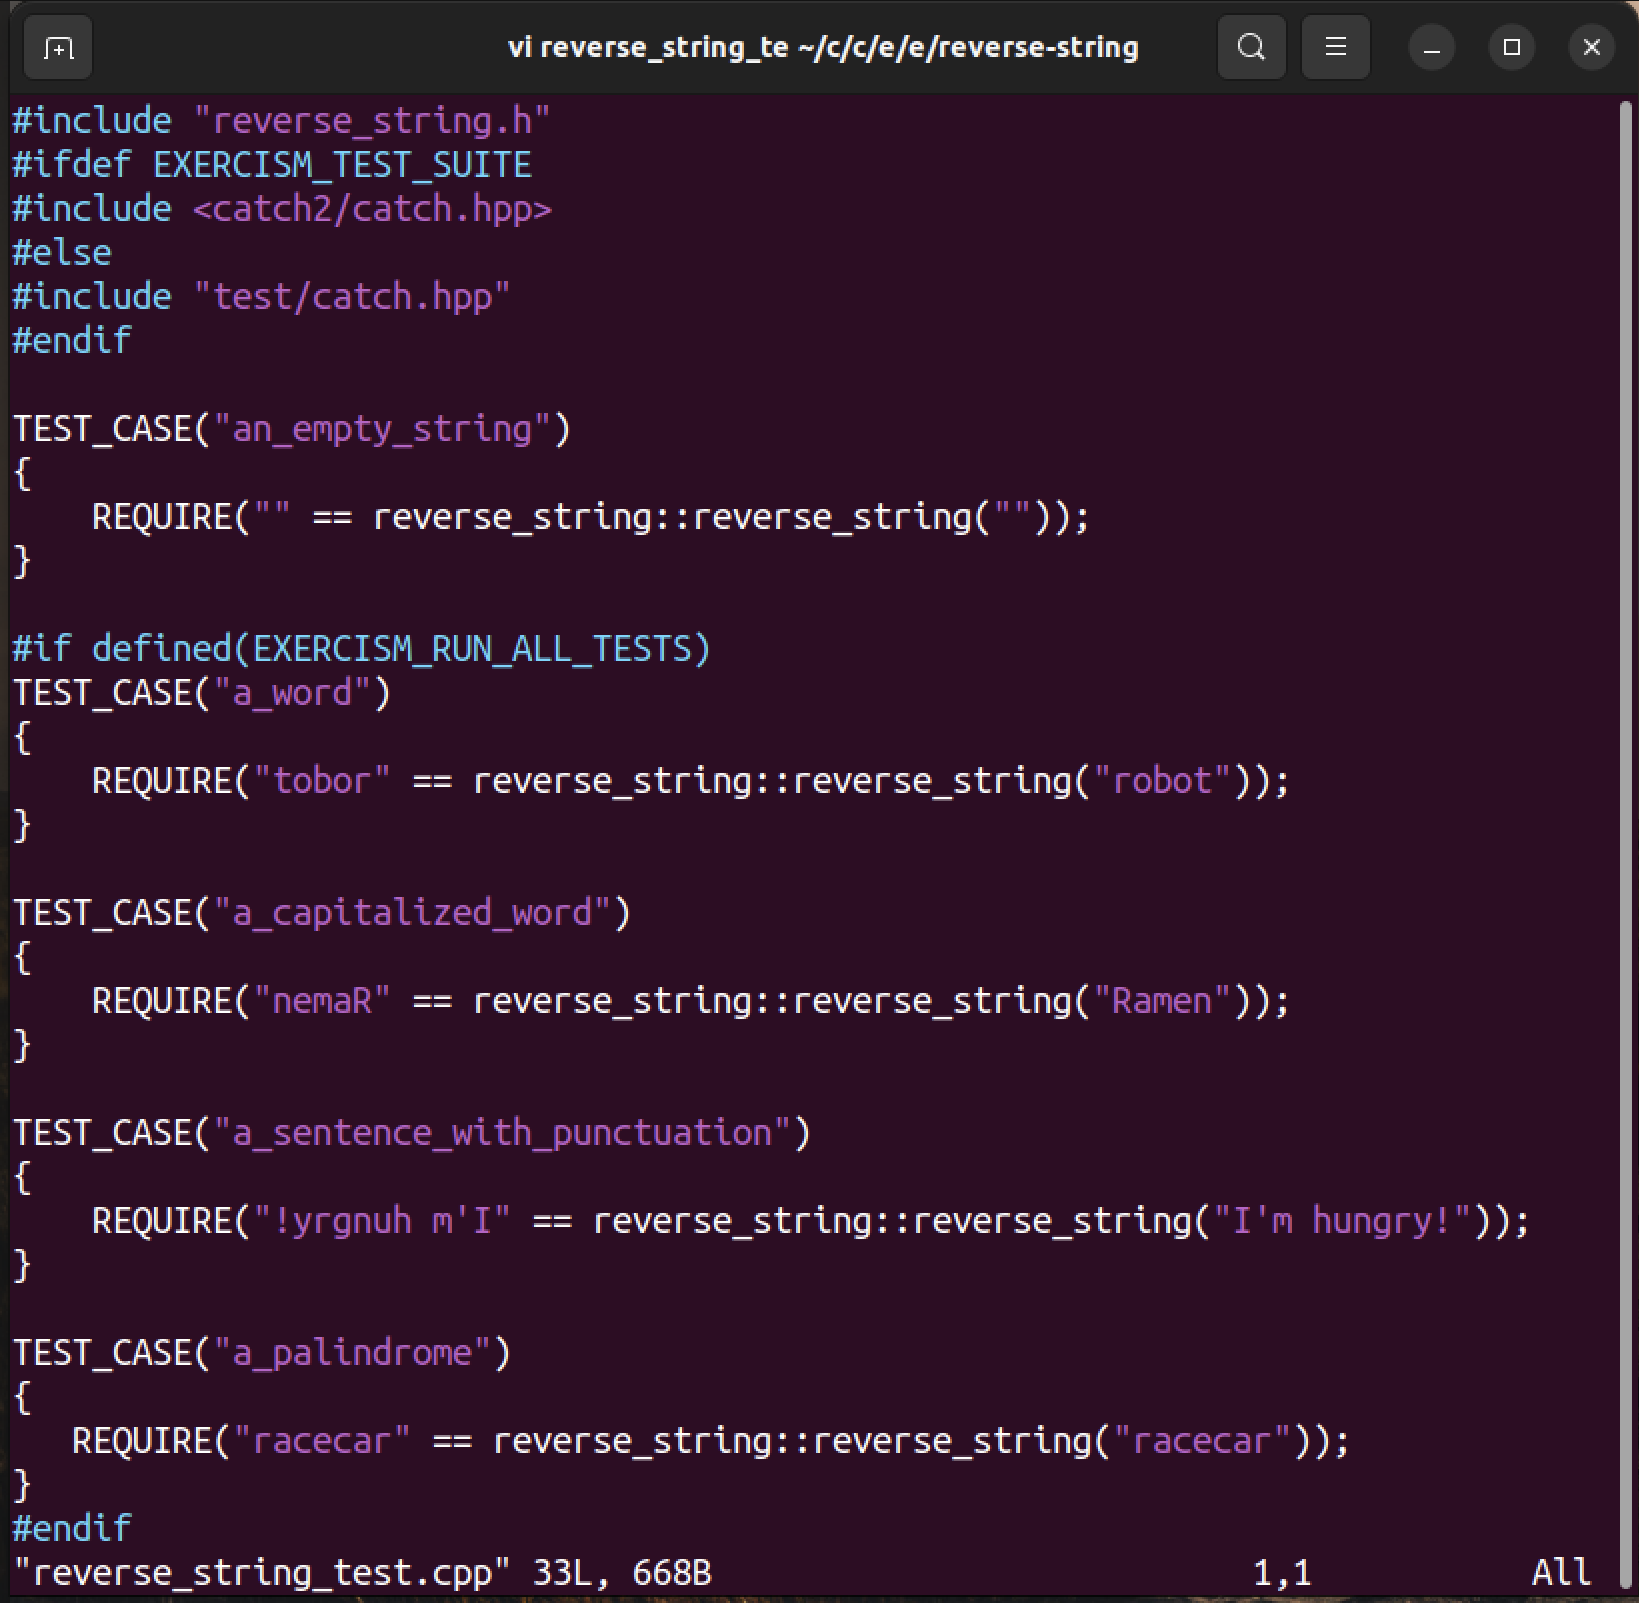 vi reverse_string_te ~/c/c/e/e/reverse-string
#include "reverse_string.h"
#ifdef EXERCISM_TEST_SUITE
#include <catch2/catch.hpp>
#else
#include "test/catch.hpp"
#endif

TEST_CASE("an_empty_string")
{
    REQUIRE("" == reverse_string::reverse_string(""));
}

#if defined(EXERCISM_RUN_ALL_TESTS)
TEST_CASE("a_word")
{
    REQUIRE("tobor" == reverse_string::reverse_string("robot"));
}

TEST_CASE("a_capitalized_word")
{
    REQUIRE("nemaR" == reverse_string::reverse_string("Ramen"));
}

TEST_CASE("a_sentence_with_punctuation")
{
    REQUIRE("!yrgnuh m'I" == reverse_string::reverse_string("I'm hungry!"));
}

TEST_CASE("a_palindrome")
{
   REQUIRE("racecar" == reverse_string::reverse_string("racecar"));
}
#endif
"reverse_string_test.cpp" 33L, 668B 1,1 All